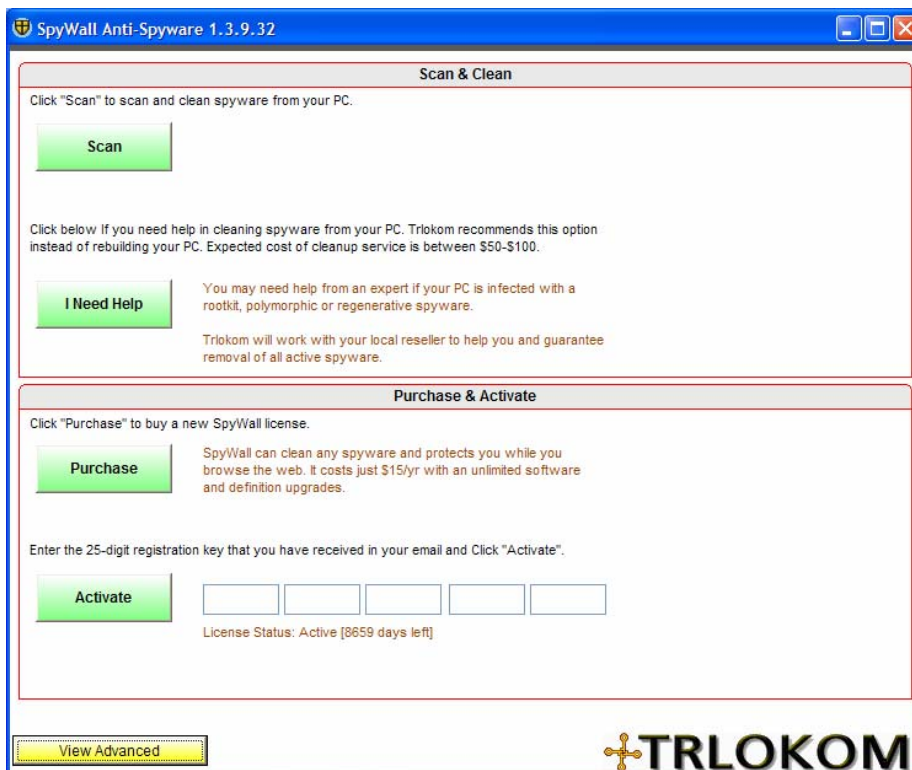 SpyWall Anti-Spyware 1.3.9.32
Scan & Clean
Click "Scan" to scan and clean spyware from your PC.
Scan
Click below If you need help in cleaning spyware from your PC. Trlokom recommends this option
instead of rebuilding your PC. Expected cost of cleanup service is between $50-$100.
I Need Help
You may need help from an expert if your PC is infected with a
rootkit, polymorphic or regenerative spyware.
Trlokom will work with your local reseller to help you and guarantee
removal of all active spyware.
Purchase & Activate
Click "Purchase" to buy a new SpyWall license.
Purchase
SpyWall can clean any spyware and protects you while you
browse the web. It costs just $15/yr with an unlimited software
and definition upgrades.
Enter the 25-digit registration key that you have received in your email and Click "Activate".
Activate
License Status: Active [8659 days left]
View Advanced
TRLOKOM